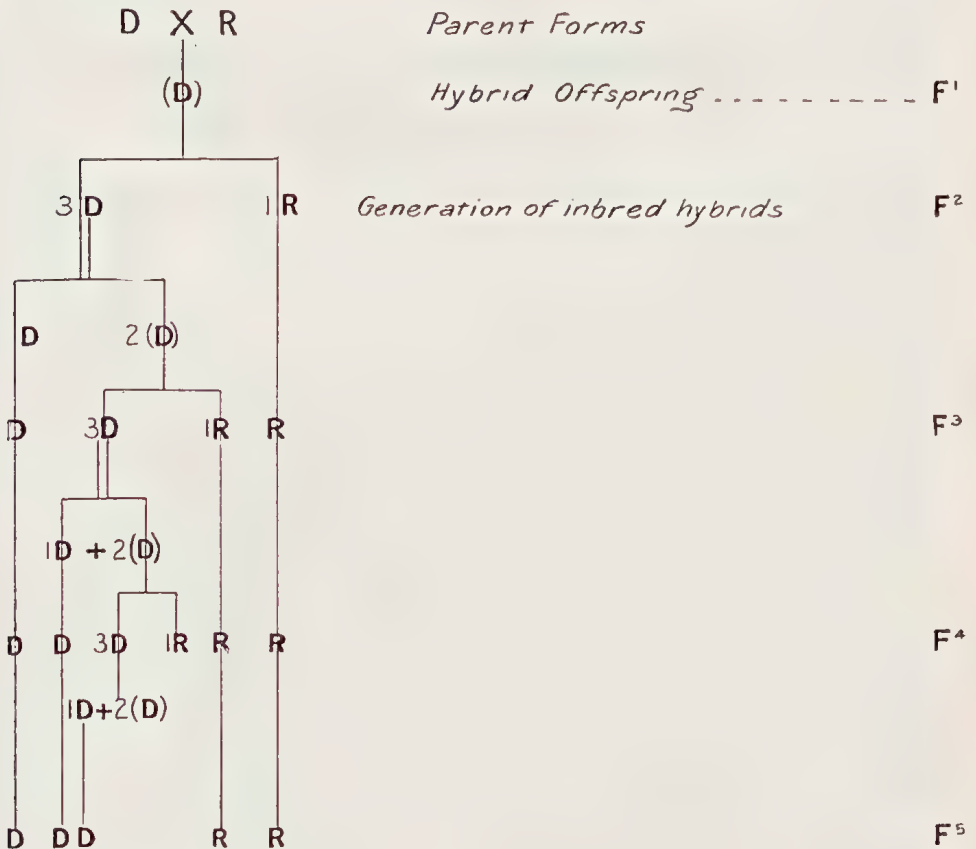 D X R Parent Forms
(D) Hybrid Offspring - - - - - - - - - - F¹
3 D 1 R Generation of inbred hybrids F²
D 2(D)
D 3D 1R R F³
1D + 2(D)
D D 3D 1R R R F⁴
1D+2(D)
D D D R R F⁵